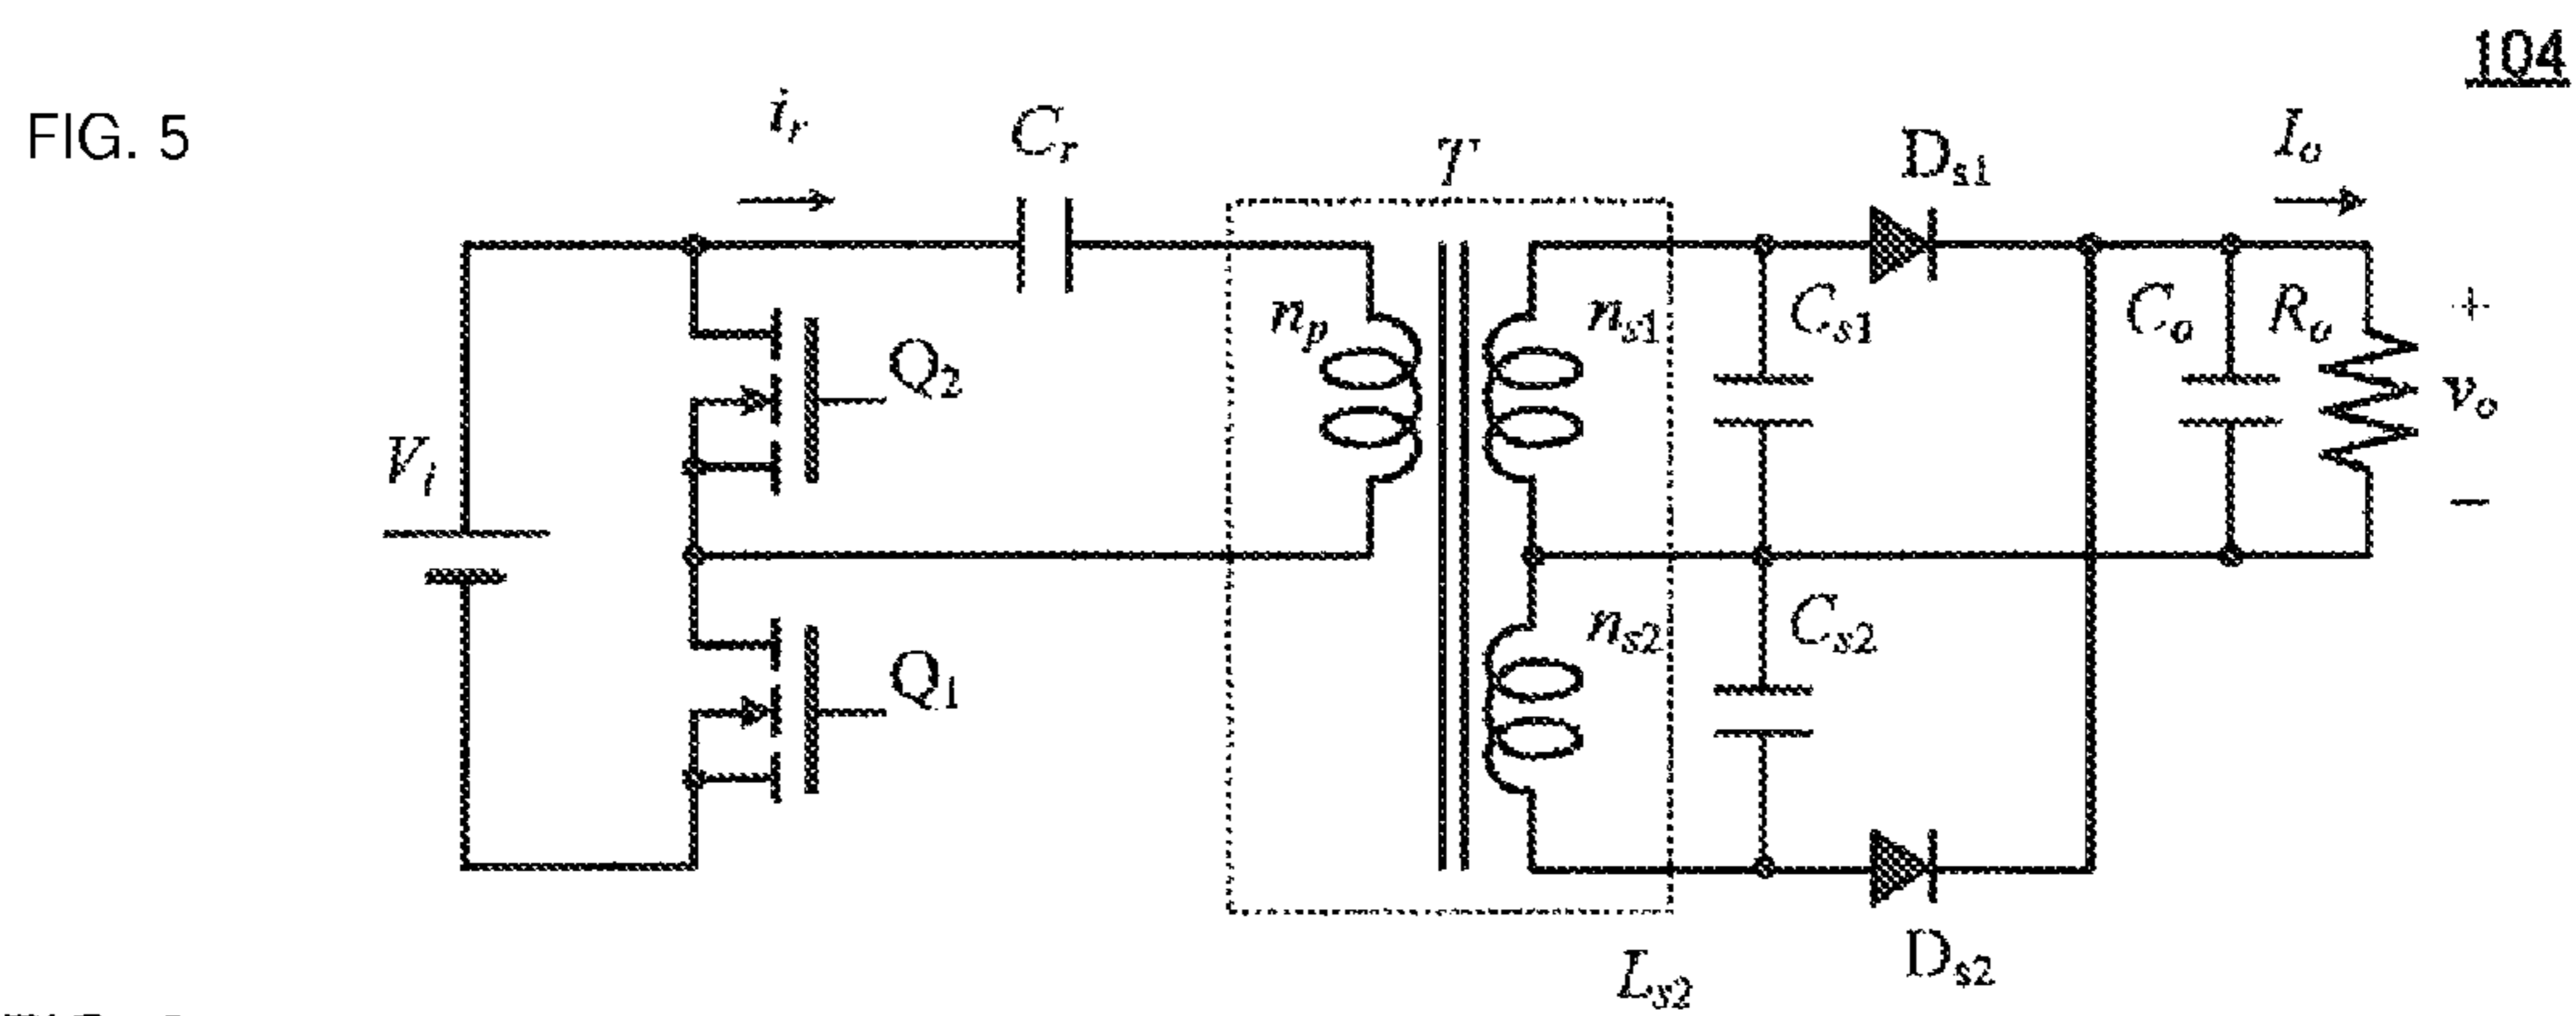 104
FIG. 5
i_r
C_r
T
D_s1
I_o
n_p
n_s1
C_s1
C_o
R_o
+
Q_2
v_o
V_i
−
n_s2
C_s2
Q_1
L_s2
D_s2